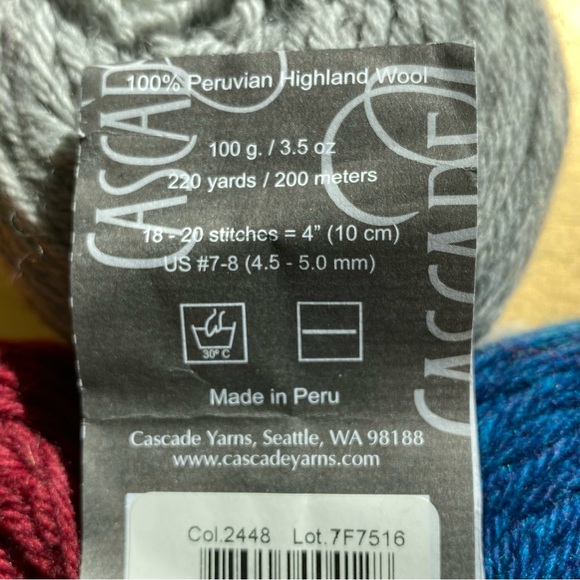 100% Peruvian Highland Wool
CASCAD
100 g. / 3.5 oz
220 yards / 200 meters
18 - 20 stitches = 4" (10 cm)
US #7-8 (4.5 - 5.0 mm)
CASCADE
30° C
Made in Peru
Cascade Yarns, Seattle, WA 98188
www.cascadeyarns.com
Col.2448 Lot.7F7516